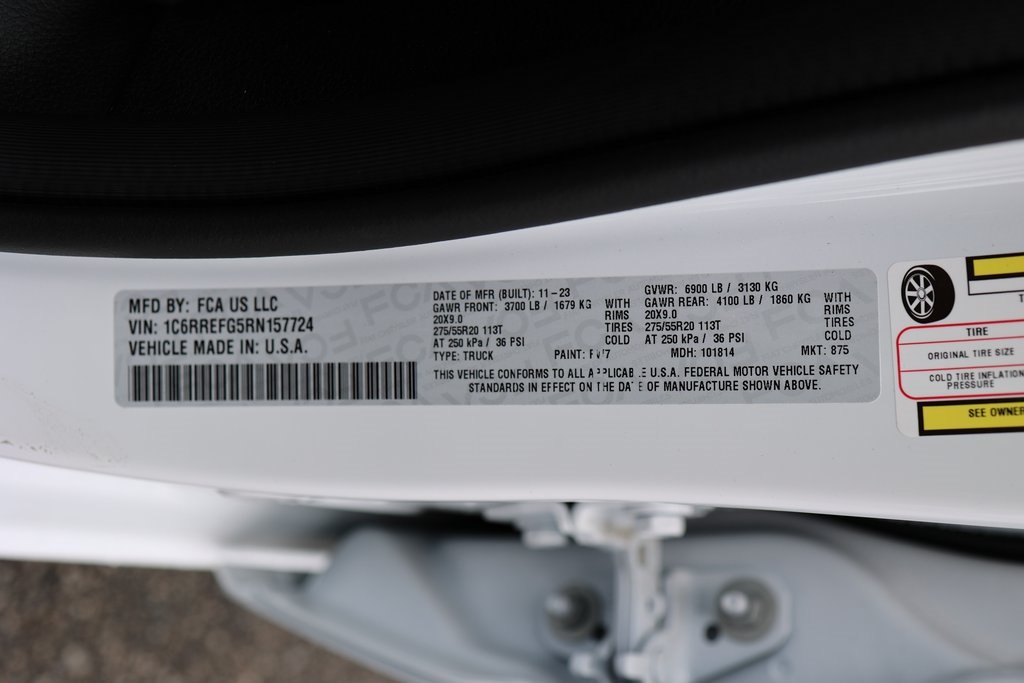 MFD BY: FCA US LLC
VIN: 1C6RREFG5RN157724
VEHICLE MADE IN: U.S.A.
DATE OF MFR (BUILT): 11-23
GAWR FRONT: 3700 LB / 1679 KG WITH
20X9.0 RIMS
275/55R20 113T TIRES
AT 250 kPa / 36 PSI COLD
GVWR: 6900 LB / 3130 KG
GAWR REAR: 4100 LB / 1860 KG WITH
20X9.0 RIMS
275/55R20 113T TIRES
AT 250 kPa / 36 PSI COLD
TYPE: TRUCK PAINT: MDH: 101814 MKT: 875
THIS VEHICLE CONFORMS TO ALL APPLICABLE U.S.A. FEDERAL MOTOR VEHICLE SAFETY
STANDARDS IN EFFECT ON THE DATE OF MANUFACTURE SHOWN ABOVE.
TIRE
ORIGINAL TIRE SIZE
COLD TIRE INFLATION
PRESSURE
SEE OWNER